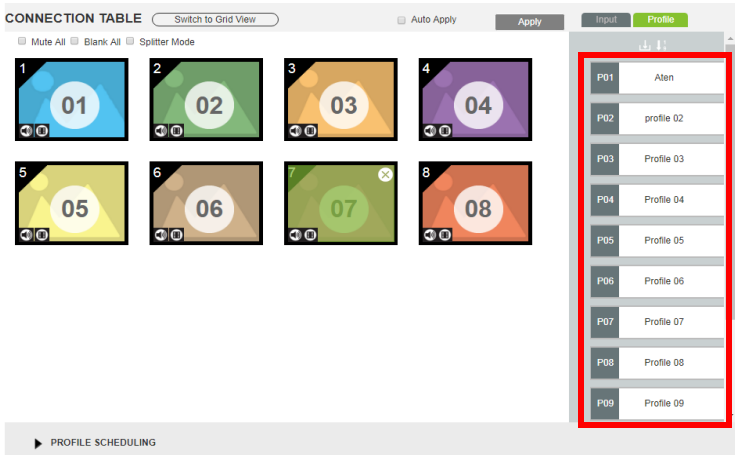 CONNECTION TABLE Switch to Grid View Auto Apply Apply Input Profile
Mute All Blank All Splitter Mode
1 2 3 4
01 02 03 04
5 6 7 8
05 06 07 08
P01 Aten
P02 profile 02
P03 Profile 03
P04 Profile 04
P05 Profile 05
P06 Profile 06
P07 Profile 07
P08 Profile 08
P09 Profile 09
PROFILE SCHEDULING